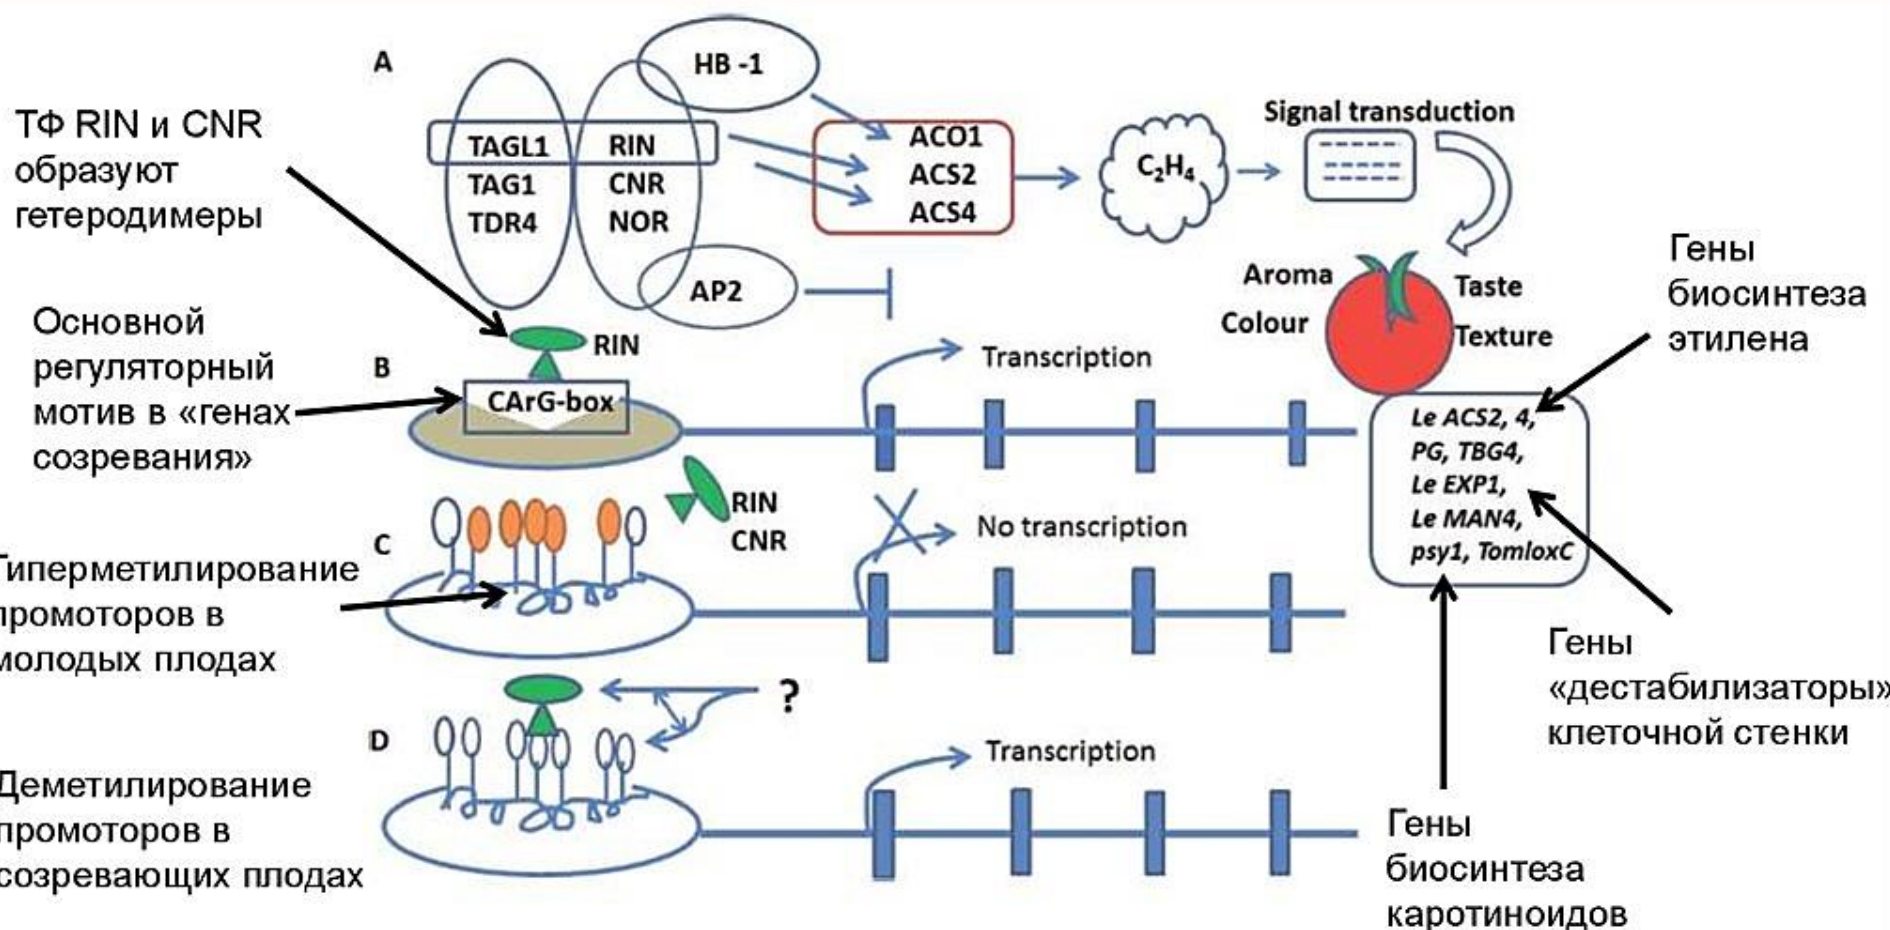 A
HB -1
ТФ RIN и CNR
образуют
гетеродимеры
TAGL1
TAG1
TDR4
RIN
CNR
NOR
AP2
ACO1
ACS2
ACS4
C₂H₄
Signal transduction
Aroma
Colour
Taste
Texture
Гены
биосинтеза
этилена
Основной
регуляторный
мотив в «генах
созревания»
B
RIN
CArG-box
Transcription
Le ACS2, 4,
PG, TBG4,
Le EXP1,
Le MAN4,
psy1, TomloxC
RIN
CNR
C
No transcription
Гиперметилирование
промоторов в
молодых плодах
Гены
«дестабилизаторы»
клеточной стенки
?
D
Transcription
Деметилирование
промоторов в
созревающих плодах
Гены
биосинтеза
каротиноидов